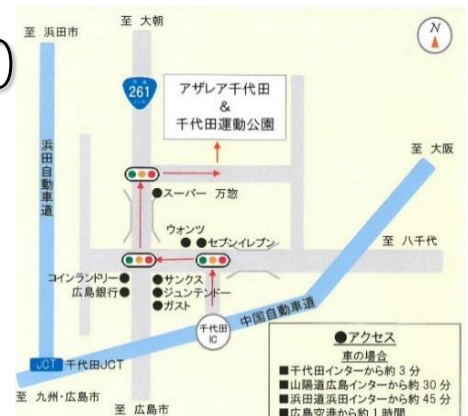 至 浜田市
至 大朝
N
261
アザレア千代田
&
千代田運動公園
浜田自動車道
至 大阪
スーパー 万惣
ウォンツ
セブンイレブン
至 八千代
コインランドリー
広島銀行
サンクス
ジュンテンドー
ガスト
千代田
IC
中国自動車道
JCT 千代田JCT
至 九州・広島市
至 広島市
●アクセス
車の場合
■千代田インターから約 3 分
■山陽道広島インターから約 30 分
■浜田道浜田インターから約 45 分
■広島空港から約 1 時間